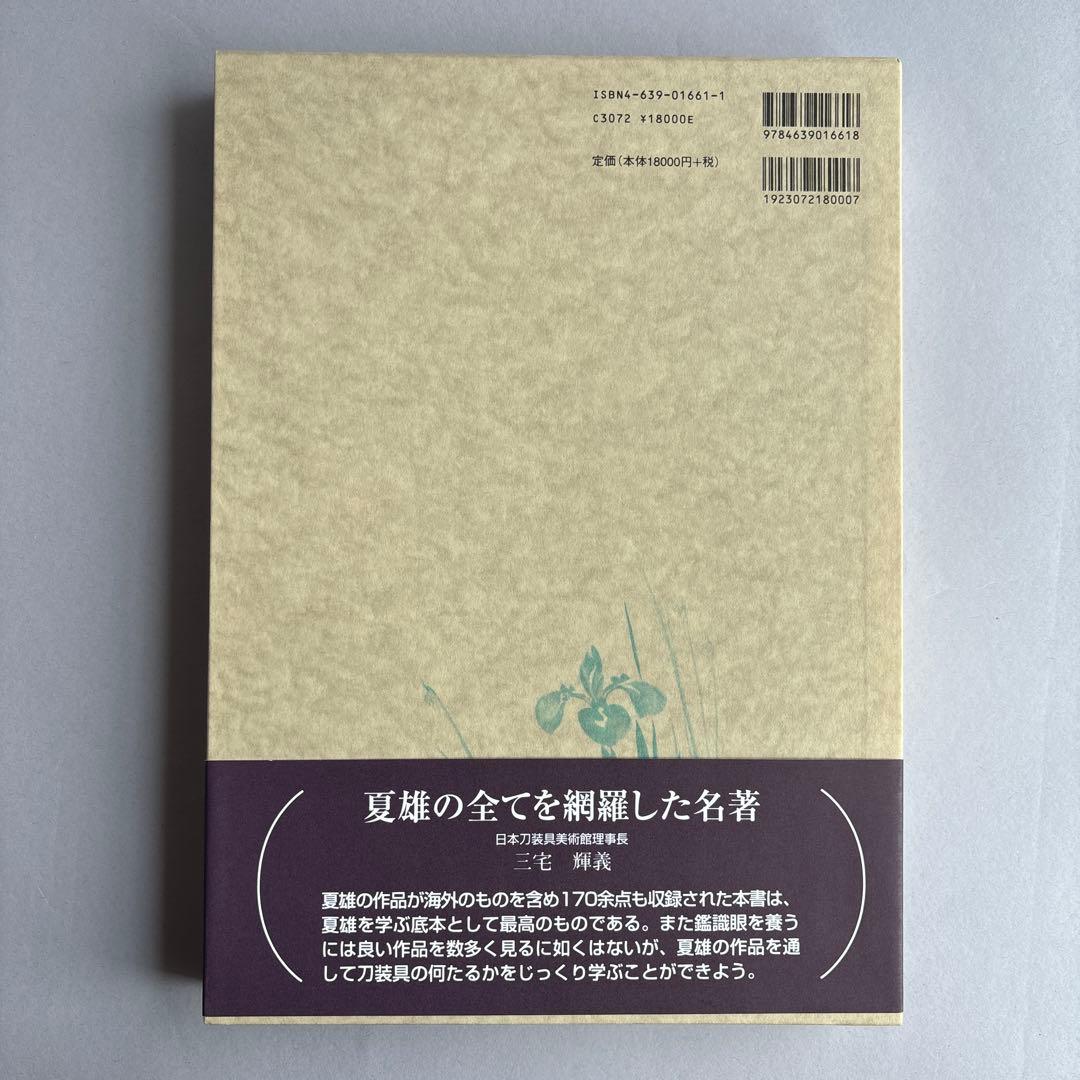 ISBN4-639-01661-1
C3072 ¥18000E
定価（本体18000円＋税）
9784639016618
1923072180007
夏雄の全てを網羅した名著
日本刀装具美術館理事長
三宅　輝義
夏雄の作品が海外のものを含め170余点も収録された本書は、
夏雄を学ぶ底本として最高のものである。また鑑識眼を養う
には良い作品を数多く見るに如くはないが、夏雄の作品を通
して刀装具の何たるかをじっくり学ぶことができよう。